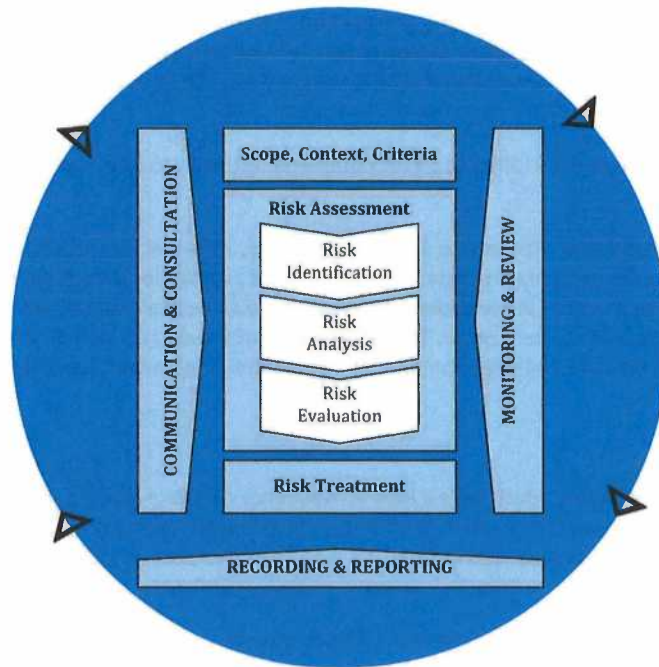 Scope, Context, Criteria
COMMUNICATION & CONSULTATION
Risk Assessment
Risk
Identification
Risk
Analysis
Risk
Evaluation
MONITORING & REVIEW
Risk Treatment
RECORDING & REPORTING